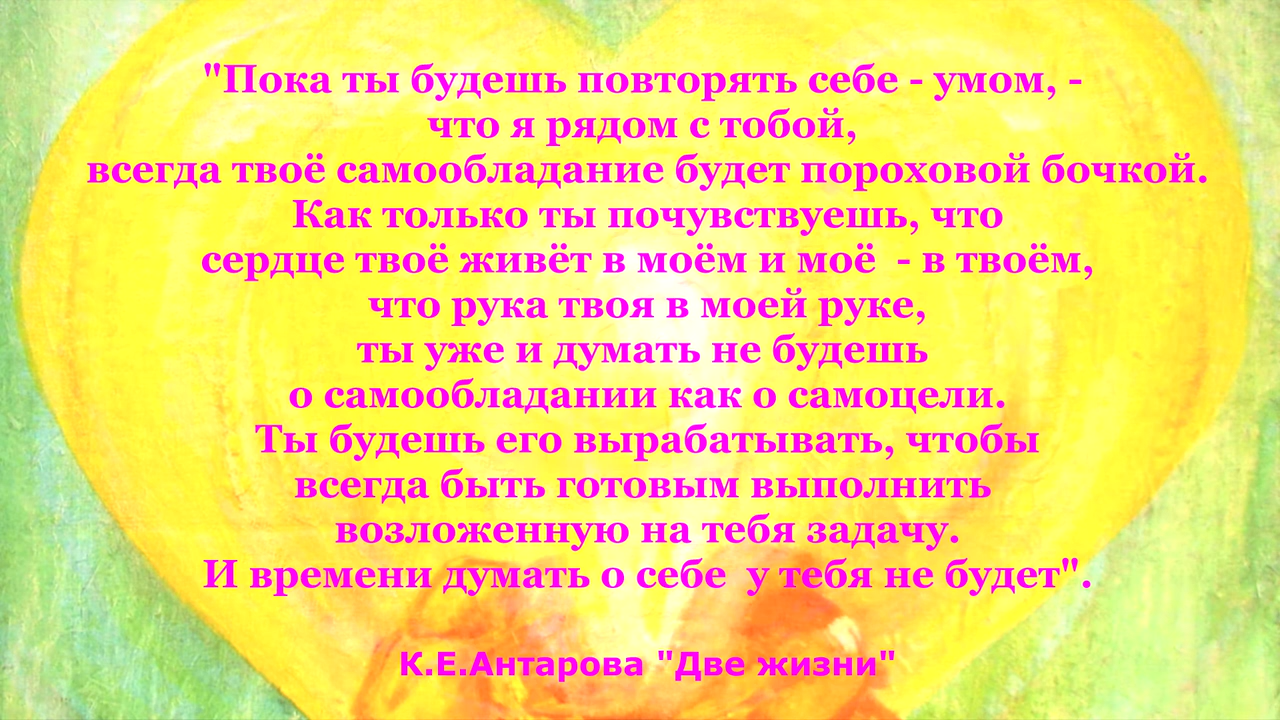 "Пока ты будешь повторять себе - умом, -
что я рядом с тобой,
всегда твоё самообладание будет пороховой бочкой.
Как только ты почувствуешь, что
сердце твоё живёт в моём и моё  - в твоём,
что рука твоя в моей руке,
ты уже и думать не будешь
о самообладании как о самоцели.
Ты будешь его вырабатывать, чтобы
всегда быть готовым выполнить
возложенную на тебя задачу.
И времени думать о себе  у тебя не будет".
К.Е.Антарова "Две жизни"